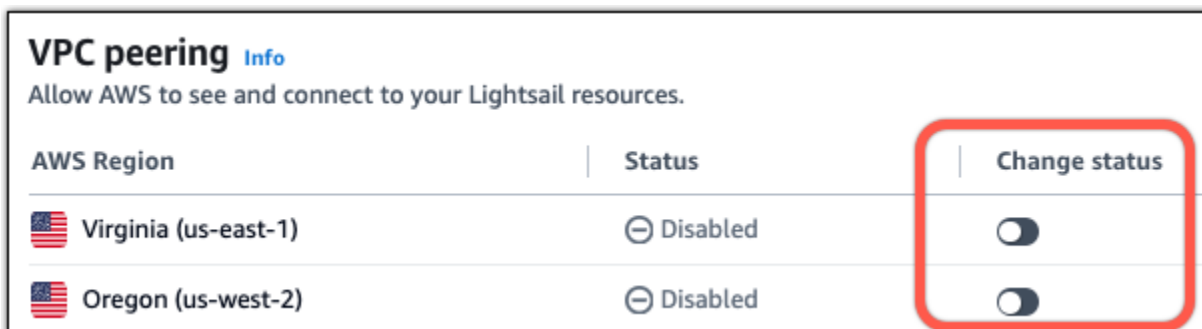 VPC peering Info
Allow AWS to see and connect to your Lightsail resources.
AWS Region Status Change status
Virginia (us-east-1) Disabled
Oregon (us-west-2) Disabled